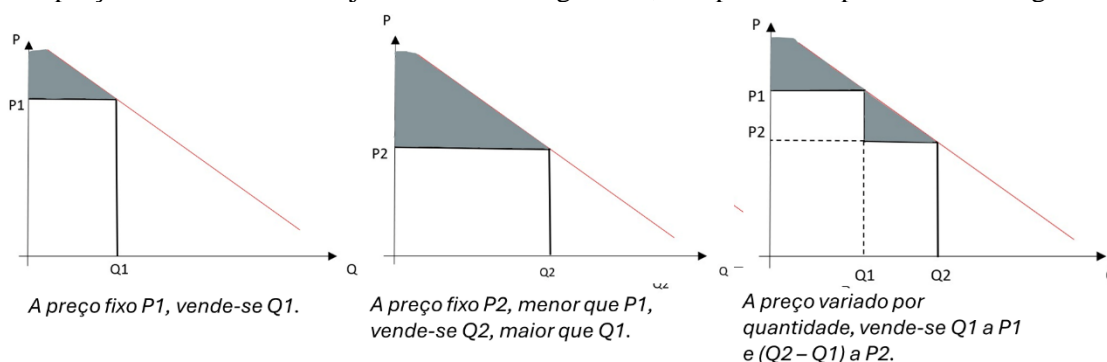 P
P1
Q1
Q
A preço fixo P1, vende-se Q1.
P
P2
Q2
Q
A preço fixo P2, menor que P1,
vende-se Q2, maior que Q1.
P
P1
P2
Q1
Q2
A preço variado por
quantidade, vende-se Q1 a P1
e (Q2 – Q1) a P2.